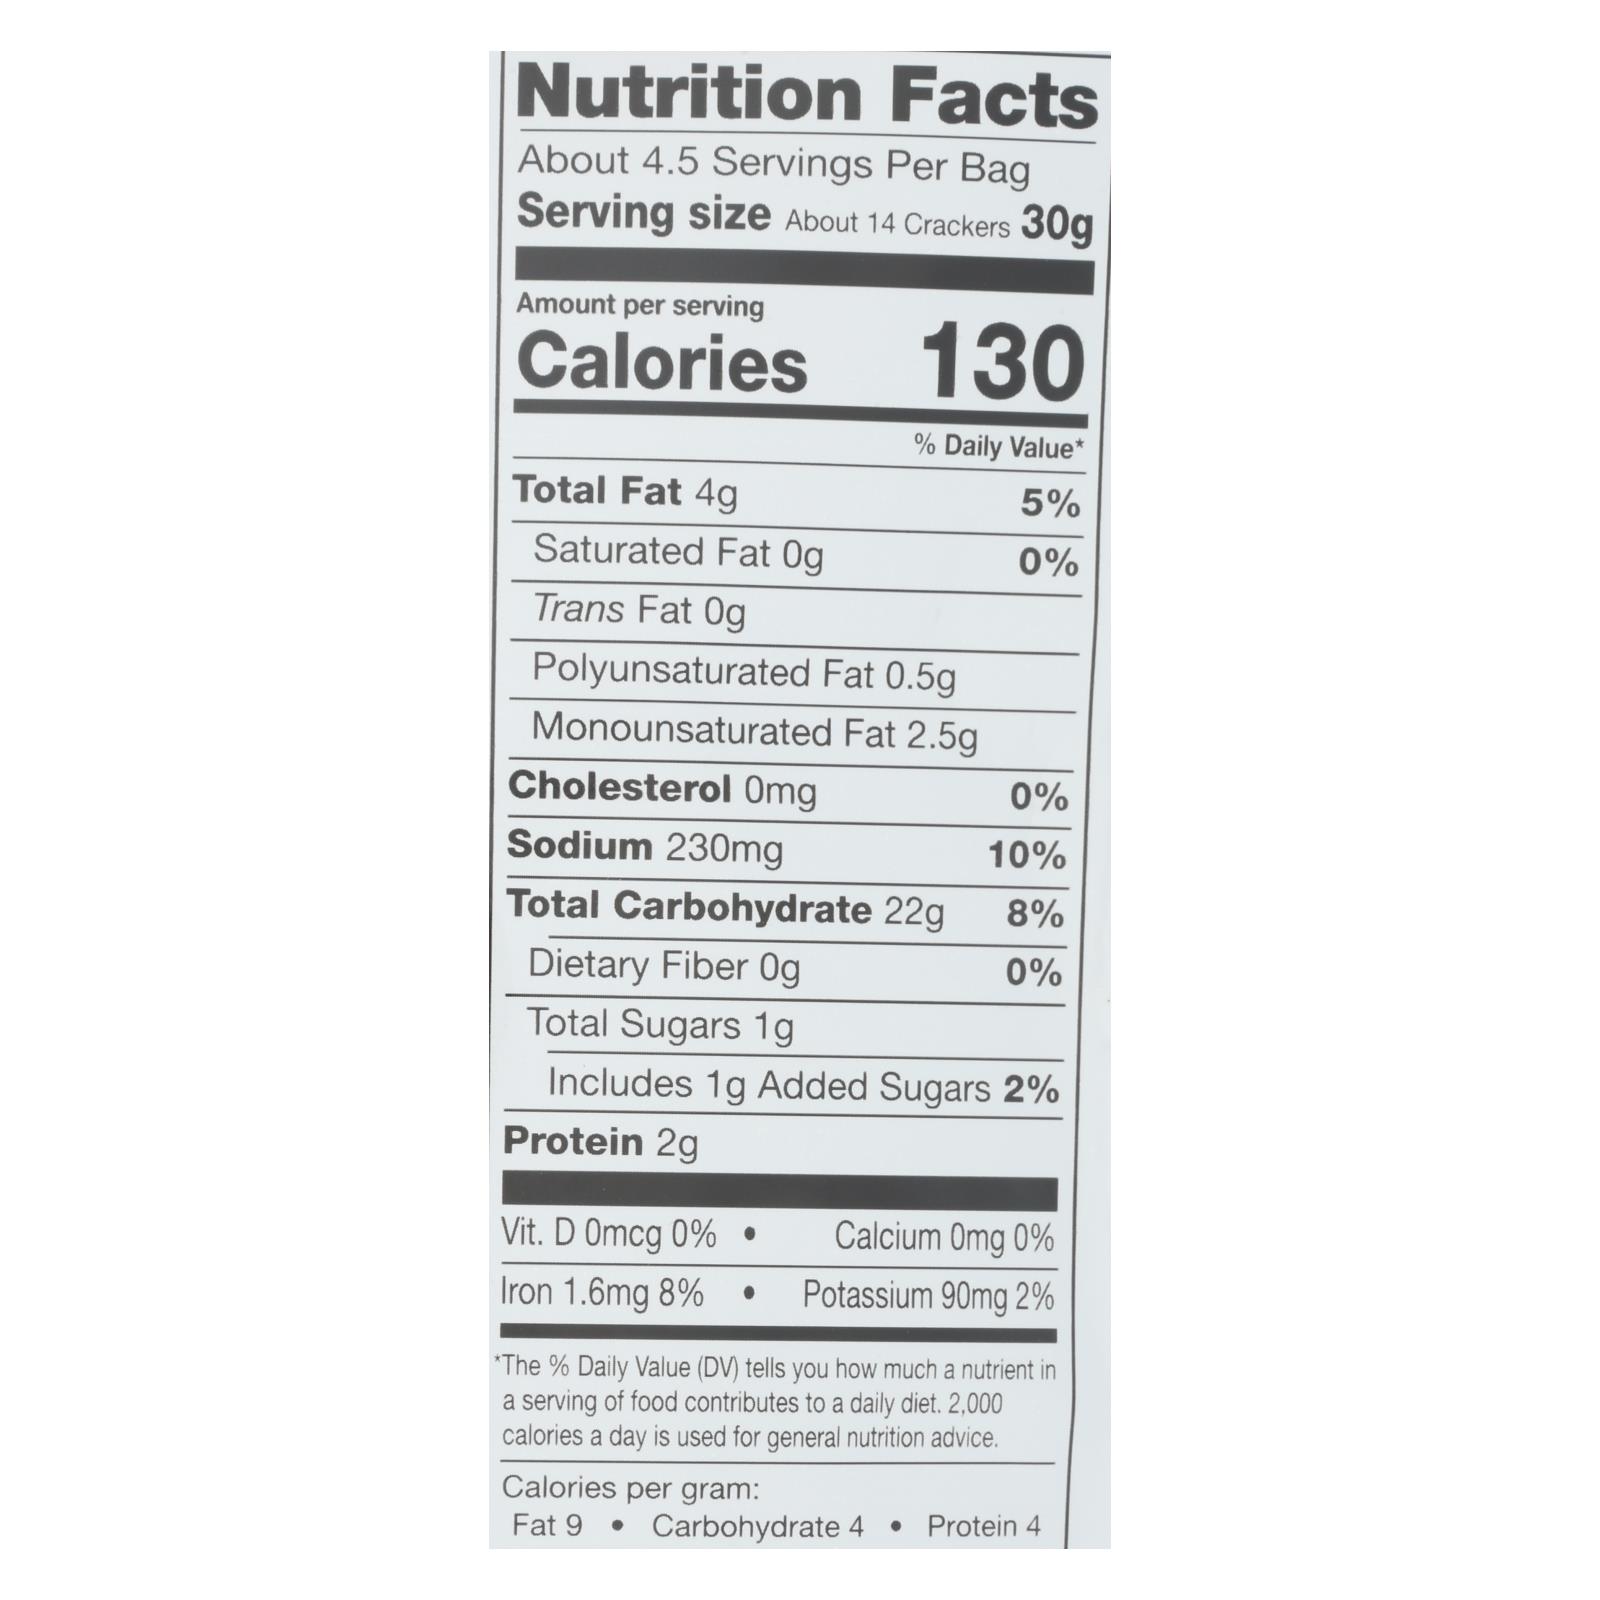 Nutrition Facts
About 4.5 Servings Per Bag
Serving size About 14 Crackers 30g
Amount per serving
Calories 130
% Daily Value*
Total Fat 4g 5%
Saturated Fat 0g 0%
Trans Fat 0g
Polyunsaturated Fat 0.5g
Monounsaturated Fat 2.5g
Cholesterol 0mg 0%
Sodium 230mg 10%
Total Carbohydrate 22g 8%
Dietary Fiber 0g 0%
Total Sugars 1g
Includes 1g Added Sugars 2%
Protein 2g
Vit. D 0mcg 0% • Calcium 0mg 0%
Iron 1.6mg 8% • Potassium 90mg 2%
*The % Daily Value (DV) tells you how much a nutrient in
a serving of food contributes to a daily diet. 2,000
calories a day is used for general nutrition advice.
Calories per gram:
Fat 9 • Carbohydrate 4 • Protein 4